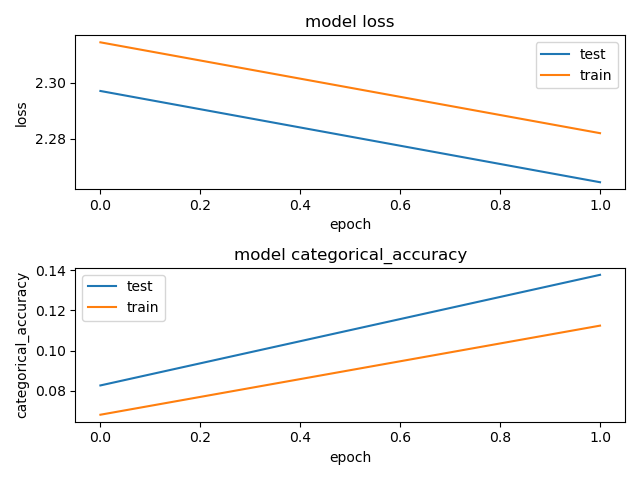 model loss
loss
2.30
2.28
test
train
0.0 0.2 0.4 0.6 0.8 1.0
epoch
model categorical_accuracy
categorical_accuracy
0.14
0.12
0.10
0.08
test
train
0.0 0.2 0.4 0.6 0.8 1.0
epoch